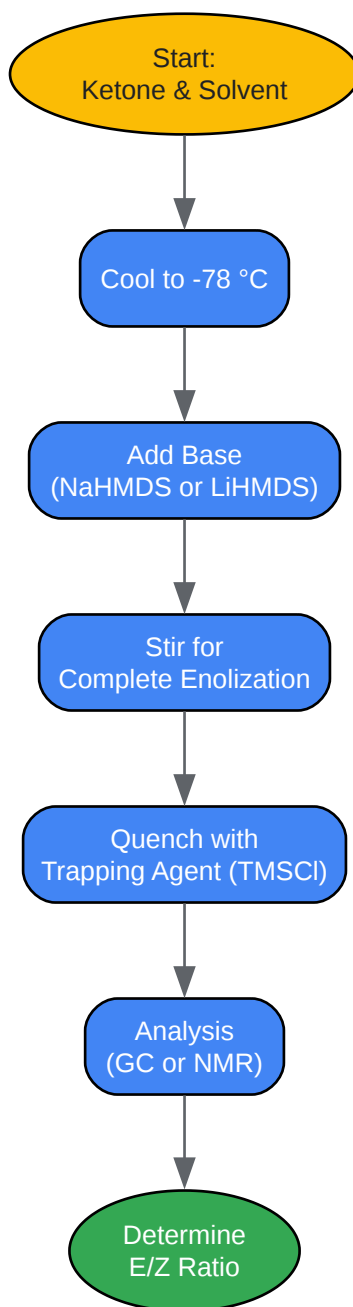 Start:
Ketone & Solvent
Cool to -78 °C
Add Base
(NaHMDS or LiHMDS)
Stir for
Complete Enolization
Quench with
Trapping Agent (TMSCl)
Analysis
(GC or NMR)
Determine
E/Z Ratio